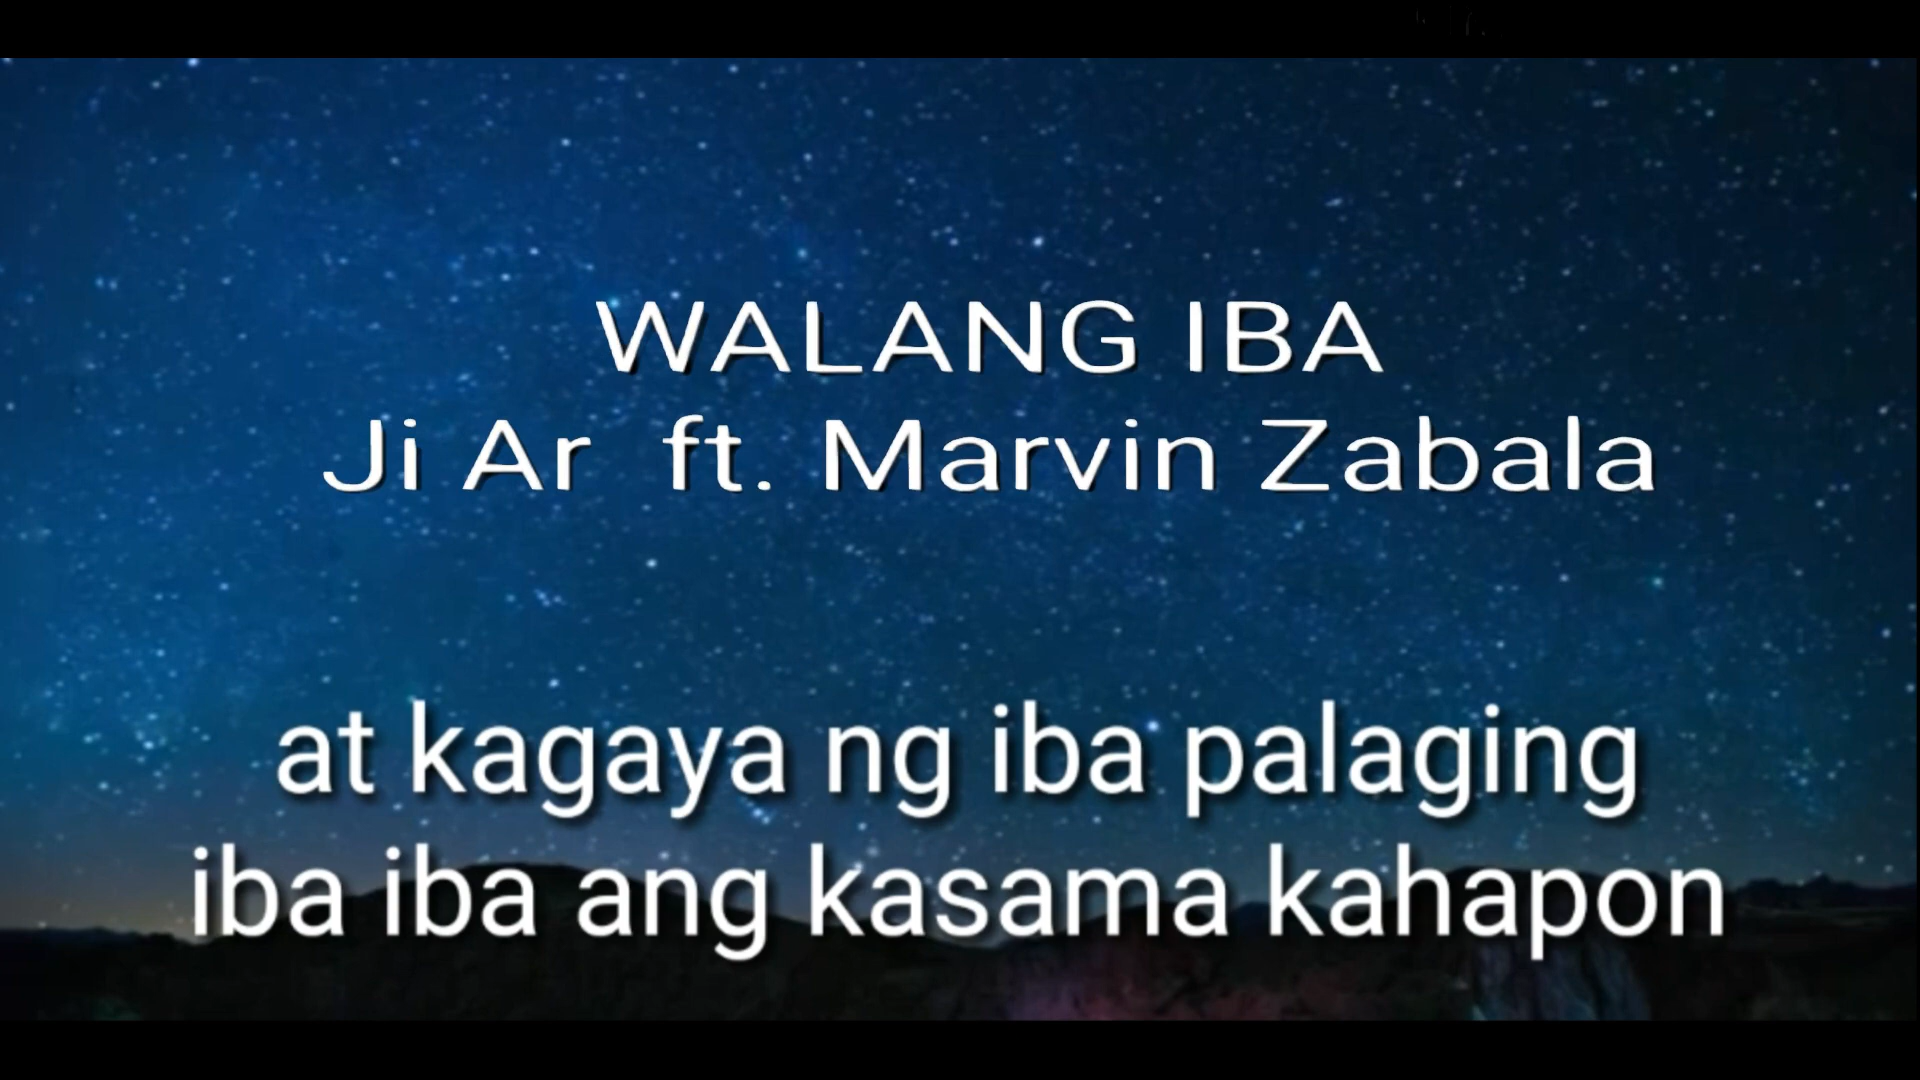 WALANG IBA
Ji Ar ft. Marvin Zabala
at kagaya ng iba palaging
iba iba ang kasama kahapon